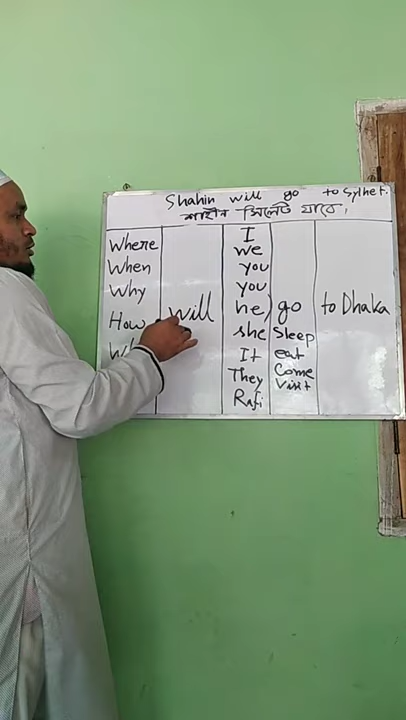 Shahin will go to Sylhet.
শাহীন সিলেট যাবে।
Where
When
Why
How
will
I
we
you
you
he,
she
It
They
Rafi
go
Sleep
eat
Come
Visit
to Dhaka